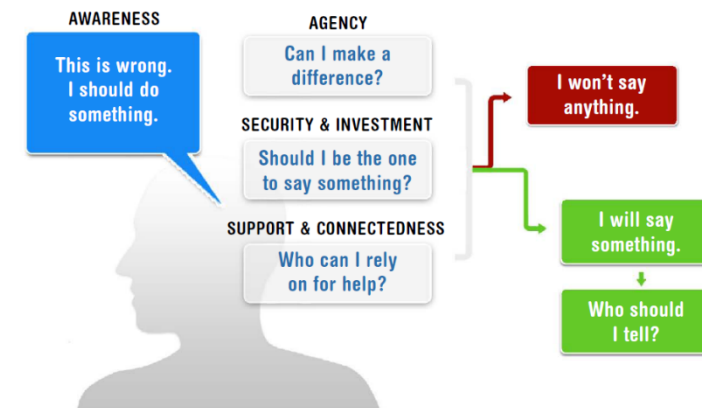 AWARENESS
This is wrong.
I should do
something.
AGENCY
Can I make a
difference?
SECURITY & INVESTMENT
Should I be the one
to say something?
SUPPORT & CONNECTEDNESS
Who can I rely
on for help?
I won't say
anything.
I will say
something.
Who should
I tell?